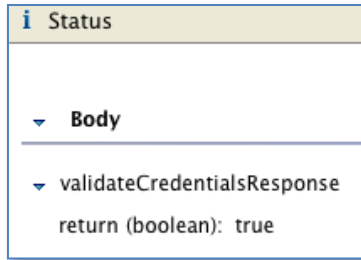 i Status
Body
validateCredentialsResponse
return (boolean): true